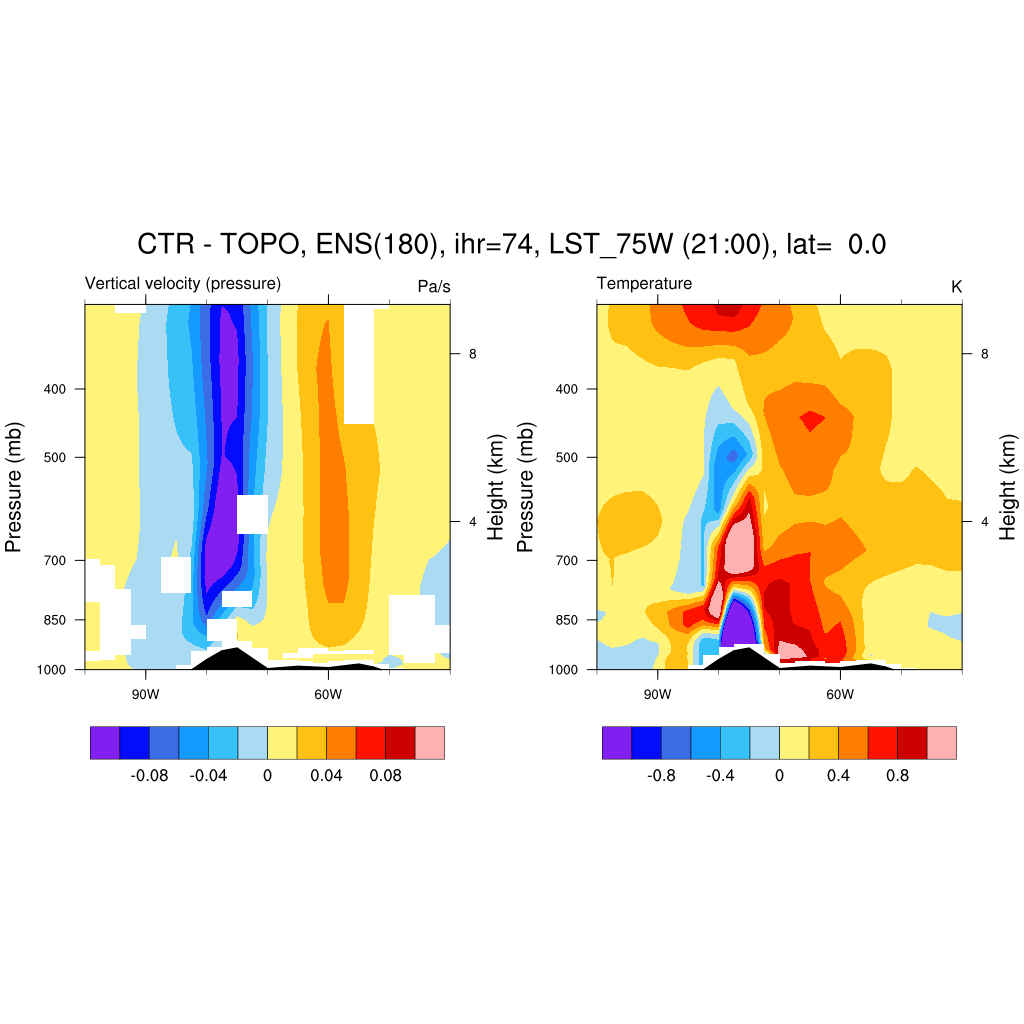 CTR - TOPO, ENS(180), ihr=74, LST_75W (21:00), lat=  0.0
Vertical velocity (pressure)
Pa/s
Temperature
K
8
8
400
400
Pressure (mb)
Height (km)
Pressure (mb)
Height (km)
500
500
4
4
700
700
850
850
1000
1000
90W
60W
90W
60W
-0.08 -0.04 0 0.04 0.08
-0.8 -0.4 0 0.4 0.8